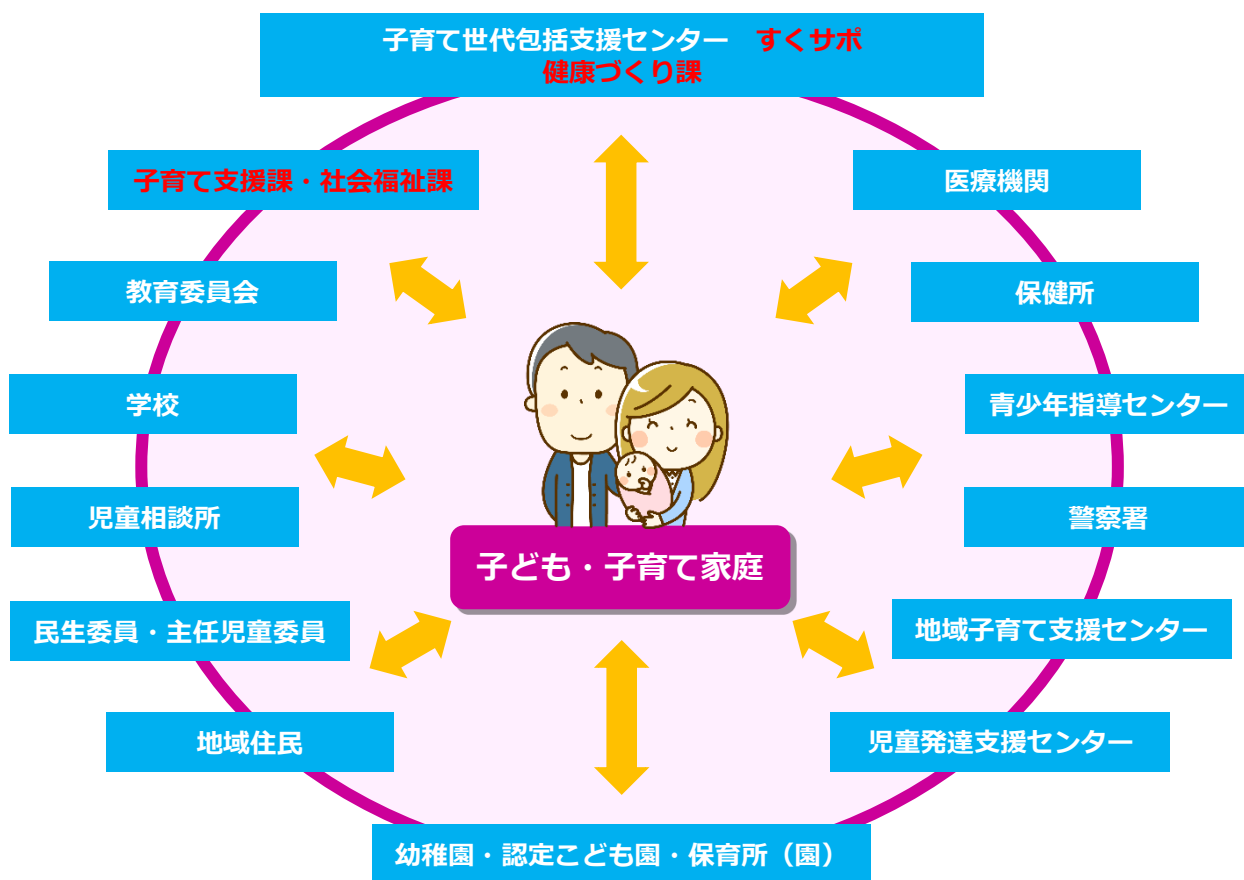 子育て世代包括支援センター　すくサポ
健康づくり課
子育て支援課・社会福祉課
医療機関
教育委員会
保健所
学校
青少年指導センター
児童相談所
警察署
子ども・子育て家庭
民生委員・主任児童委員
地域子育て支援センター
地域住民
児童発達支援センター
幼稚園・認定こども園・保育所（園）